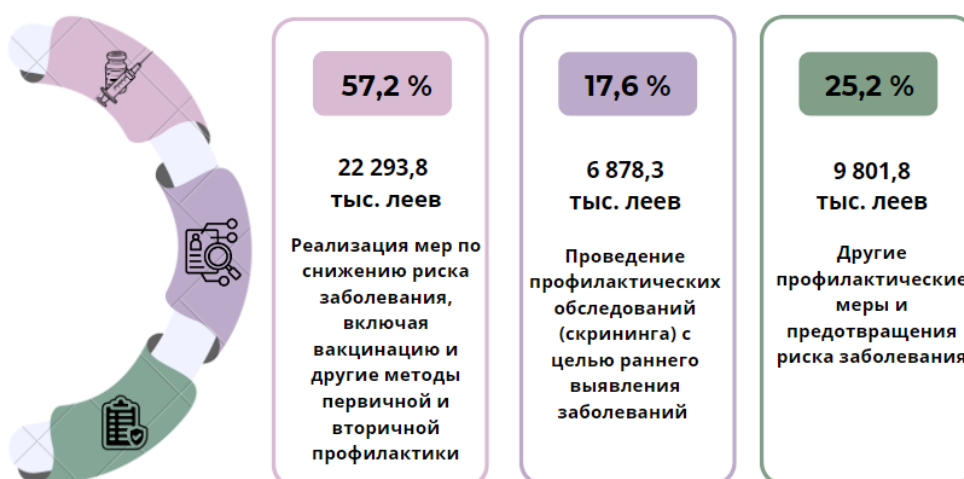 57,2 %
22 293,8
тыс. леев
Реализация мер по
снижению риска
заболевания,
включая
вакцинацию и
другие методы
первичной и
вторичной
профилактики
17,6 %
6 878,3
тыс. леев
Проведение
профилактических
обследований
(скрининга) с
целью раннего
выявления
заболеваний
25,2 %
9 801,8
тыс. леев
Другие
профилактические
меры и
предотвращения
риска заболевания